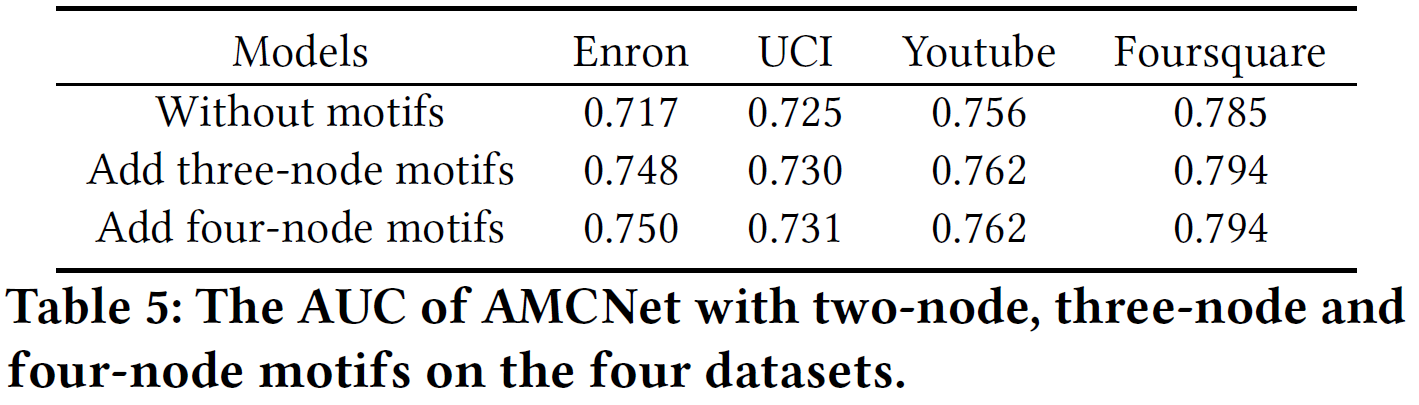 Models Enron UCI Youtube Foursquare
Without motifs 0.717 0.725 0.756 0.785
Add three-node motifs 0.748 0.730 0.762 0.794
Add four-node motifs 0.750 0.731 0.762 0.794
Table 5: The AUC of AMCNet with two-node, three-node and
four-node motifs on the four datasets.